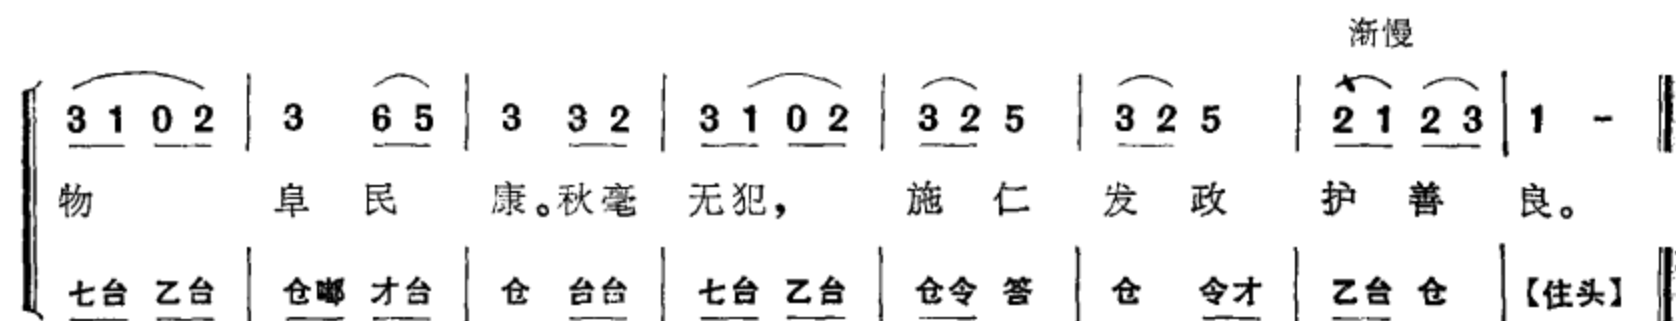 渐慢
3 1 0 2 | 3 6 5 | 3 3 2 | 3 1 0 2 | 3 2 5 | 3 2 5 | 2 1 2 3 | 1 -
物 阜 民 康。秋毫 无犯， 施 仁 发 政 护 善 良。
七台 乙台 | 仓嘟 才台 | 仓 台台 | 七台 乙台 | 仓令 答 | 仓 令才 | 乙台 仓 | 【住头】